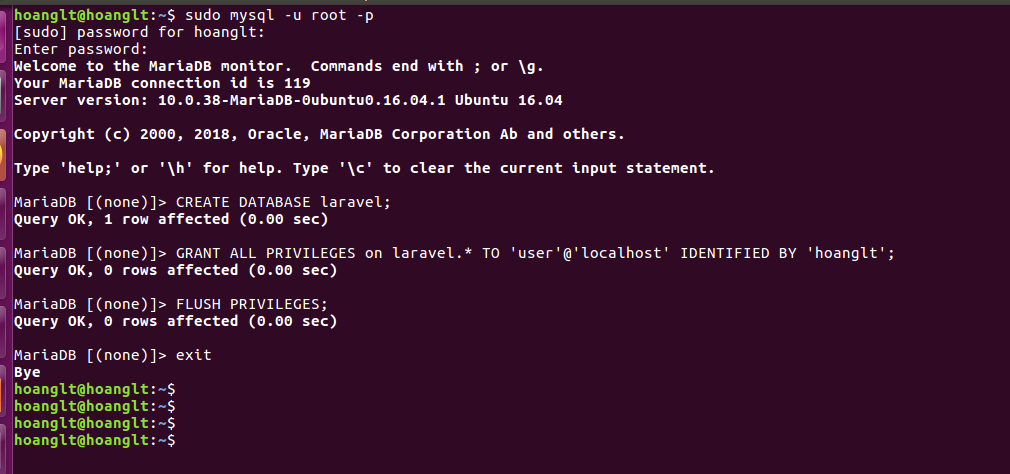 hoanglt@hoanglt:~$ sudo mysql -u root -p
[sudo] password for hoanglt:
Enter password:
Welcome to the MariaDB monitor.  Commands end with ; or \g.
Your MariaDB connection id is 119
Server version: 10.0.38-MariaDB-0ubuntu0.16.04.1 Ubuntu 16.04
Copyright (c) 2000, 2018, Oracle, MariaDB Corporation Ab and others.
Type 'help;' or '\h' for help. Type '\c' to clear the current input statement.
MariaDB [(none)]> CREATE DATABASE laravel;
Query OK, 1 row affected (0.00 sec)
MariaDB [(none)]> GRANT ALL PRIVILEGES on laravel.* TO 'user'@'localhost' IDENTIFIED BY 'hoanglt';
Query OK, 0 rows affected (0.00 sec)
MariaDB [(none)]> FLUSH PRIVILEGES;
Query OK, 0 rows affected (0.00 sec)
MariaDB [(none)]> exit
Bye
hoanglt@hoanglt:~$
hoanglt@hoanglt:~$
hoanglt@hoanglt:~$
hoanglt@hoanglt:~$